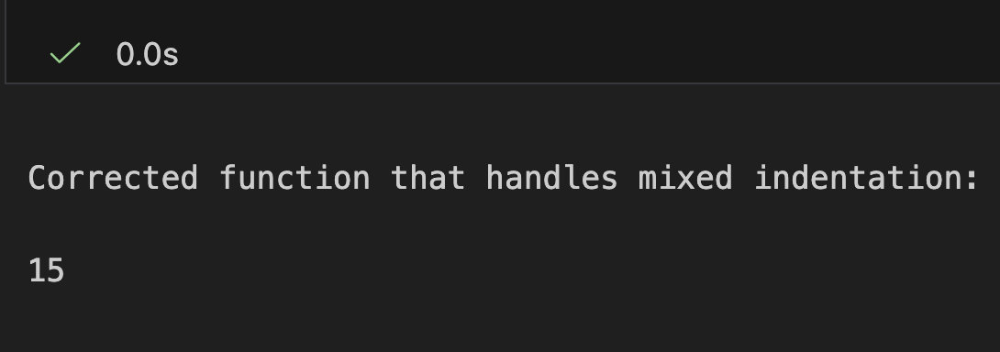 0.0s
Corrected function that handles mixed indentation:
15